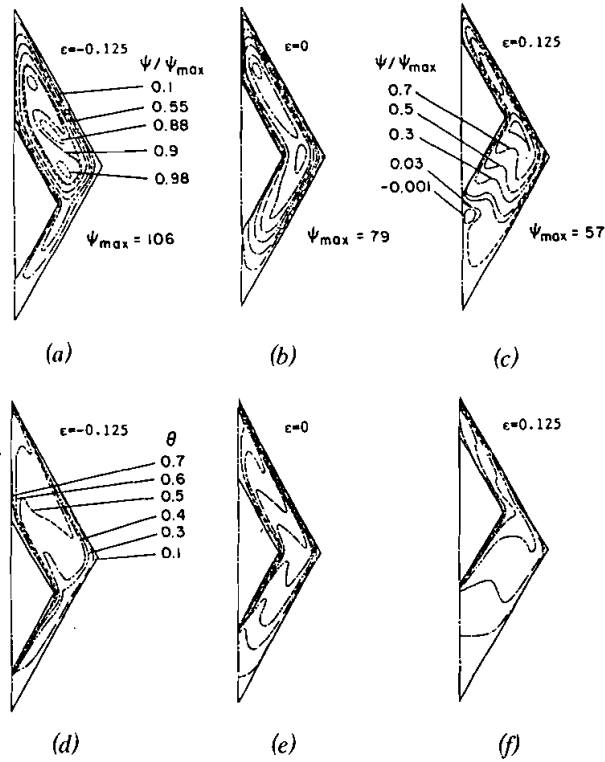 ε=-0.125
ψ/ψmax
0.1
0.55
0.88
0.9
0.98
ψmax = 106
(a)
ε=0
ψmax = 79
(b)
ε=0.125
ψ/ψmax
0.7
0.5
0.3
0.03
-0.001
ψmax = 57
(c)
ε=-0.125
θ
0.7
0.6
0.5
0.4
0.3
0.1
(d)
ε=0
(e)
ε=0.125
(f)